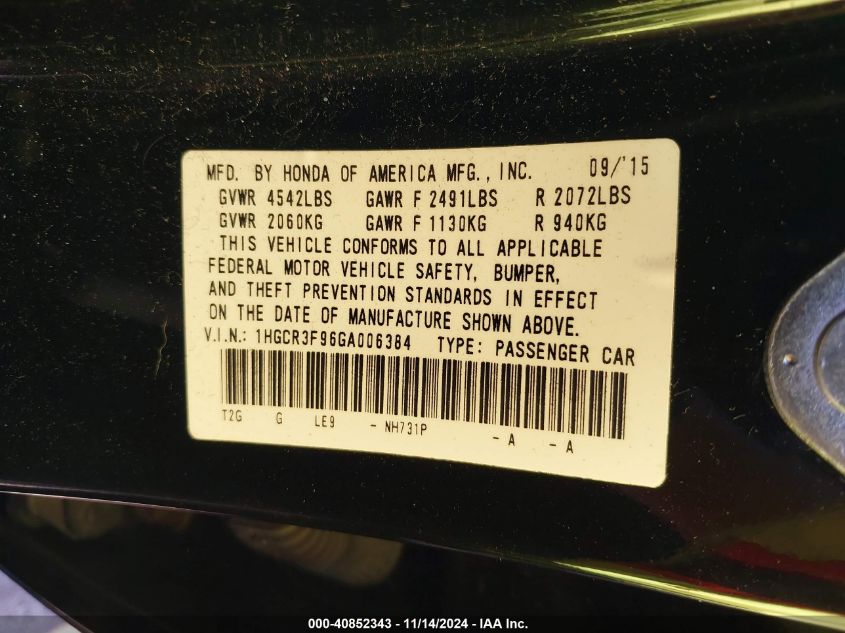 MFD. BY HONDA OF AMERICA MFG., INC. 09/'15
GVWR 4542LBS GAWR F 2491LBS R 2072LBS
GVWR 2060KG GAWR F 1130KG R 940KG
THIS VEHICLE CONFORMS TO ALL APPLICABLE
FEDERAL MOTOR VEHICLE SAFETY, BUMPER,
AND THEFT PREVENTION STANDARDS IN EFFECT
ON THE DATE OF MANUFACTURE SHOWN ABOVE.
V.I.N.: 1HGCR3F96GA006384 TYPE: PASSENGER CAR
T2G G LE9 - NH731P - A - A
000-40852343 - 11/14/2024 - IAA Inc.